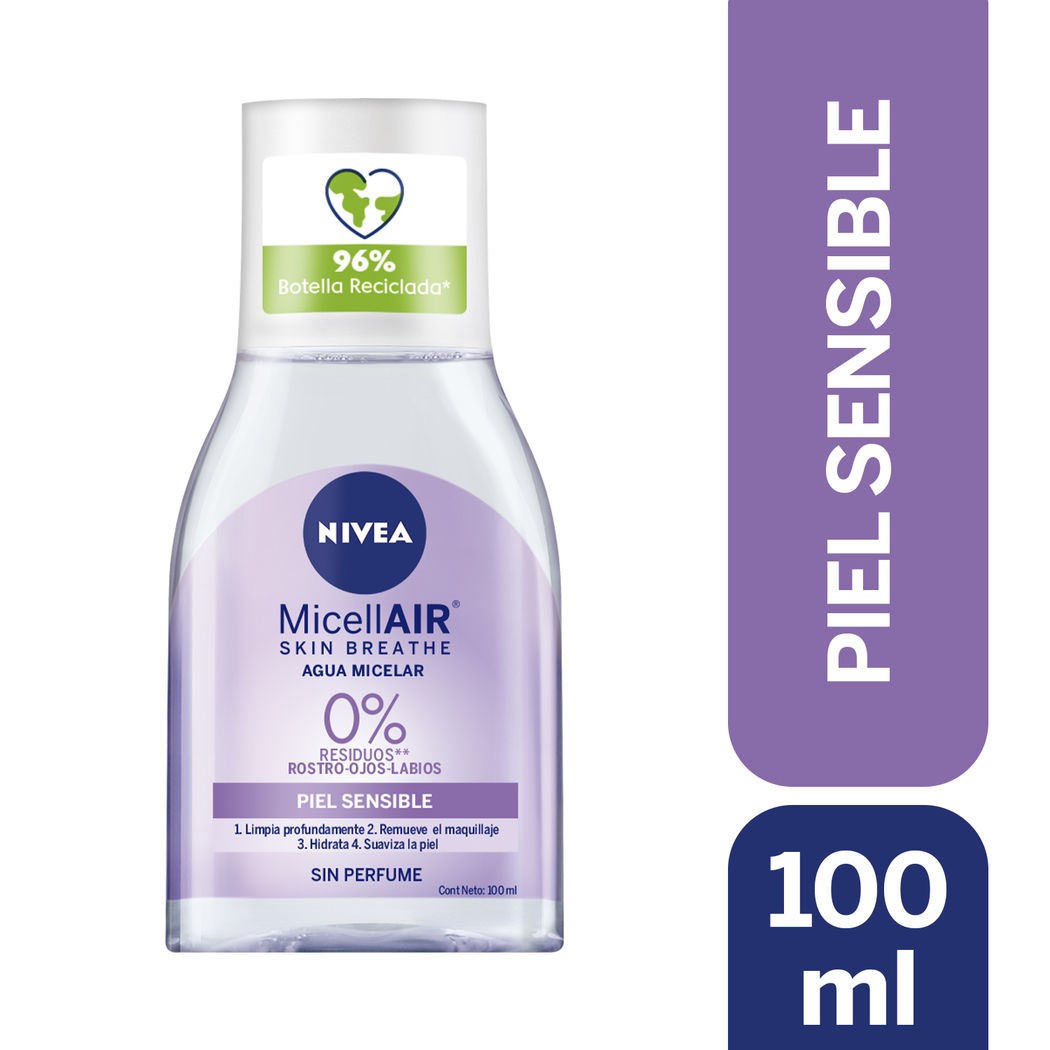 96%
Botella Reciclada*
NIVEA
MicellAIR®
SKIN BREATHE
AGUA MICELAR
0%
RESIDUOS**
ROSTRO-OJOS-LABIOS
PIEL SENSIBLE
1. Limpia profundamente 2. Remueve el maquillaje
3. Hidrata 4. Suaviza la piel
SIN PERFUME
Cont Neto: 100 ml
PIEL SENSIBLE
100
ml